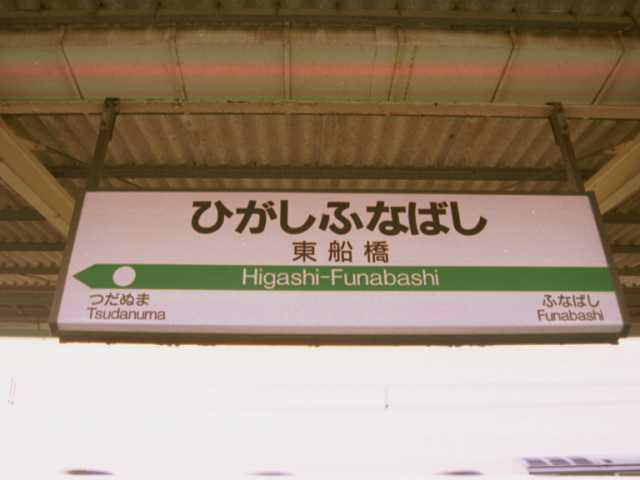 ひがしふなばし
東船橋
Higashi-Funabashi
つだぬま
Tsudanuma
ふなばし
Funabashi